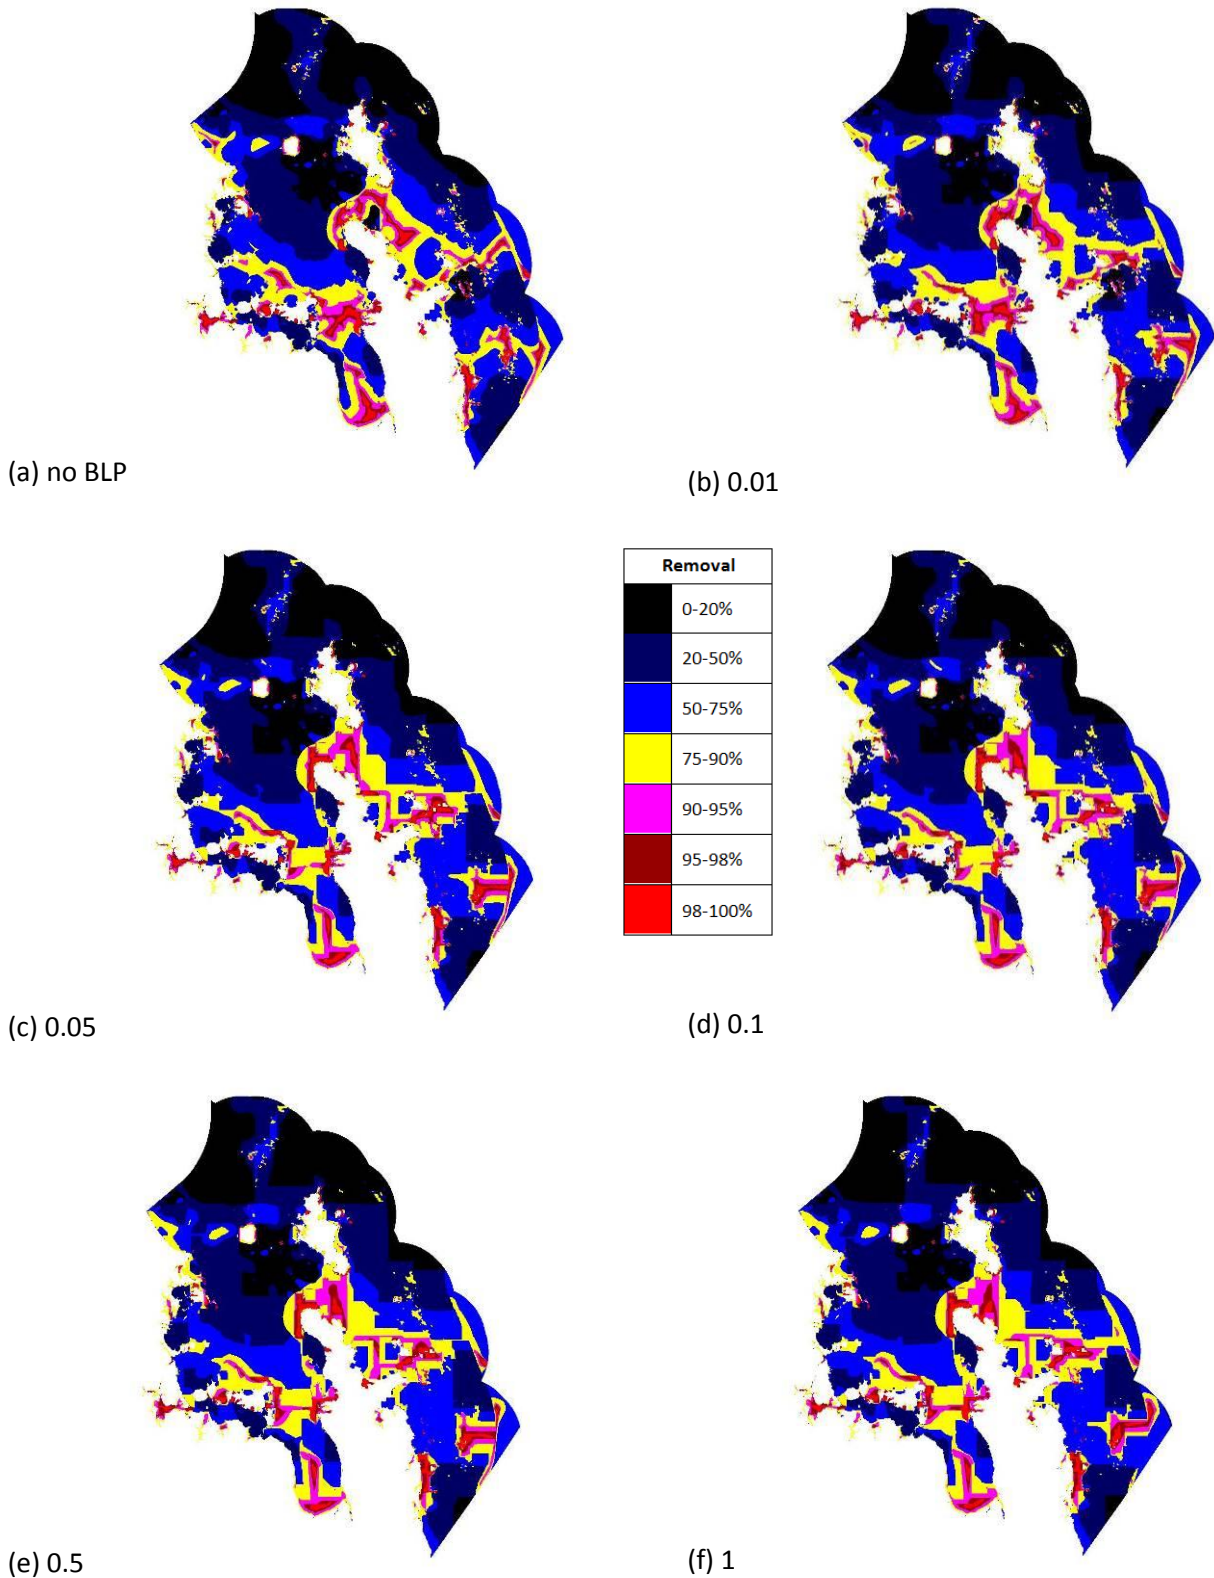 (a) no BLP
(b) 0.01
Removal
0-20%
20-50%
50-75%
75-90%
90-95%
95-98%
98-100%
(c) 0.05
(d) 0.1
(e) 0.5
(f) 1